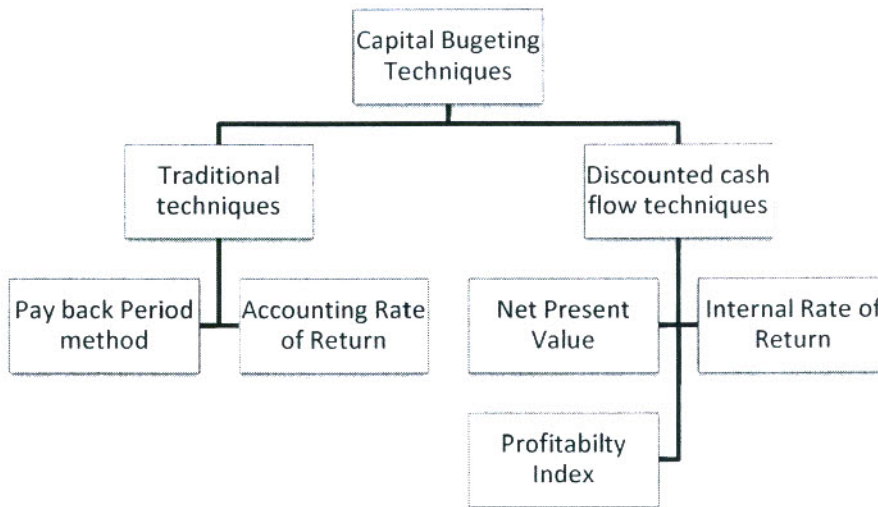 Capital Bugeting
Techniques
Traditional
techniques
Discounted cash
flow techniques
Pay back Period
method
Accounting Rate
of Return
Net Present
Value
Internal Rate of
Return
Profitabilty
Index